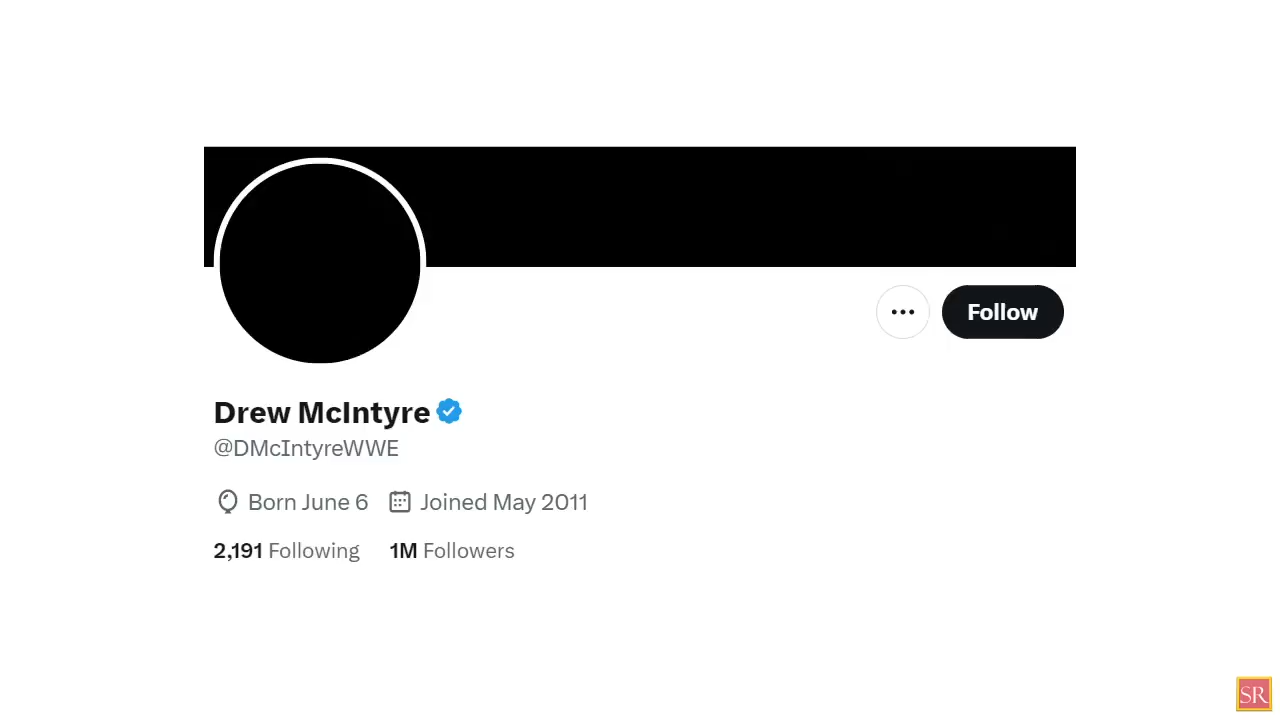 Follow
Drew McIntyre
@DMcIntyreWWE
Born June 6 Joined May 2011
2,191 Following 1M Followers
SR